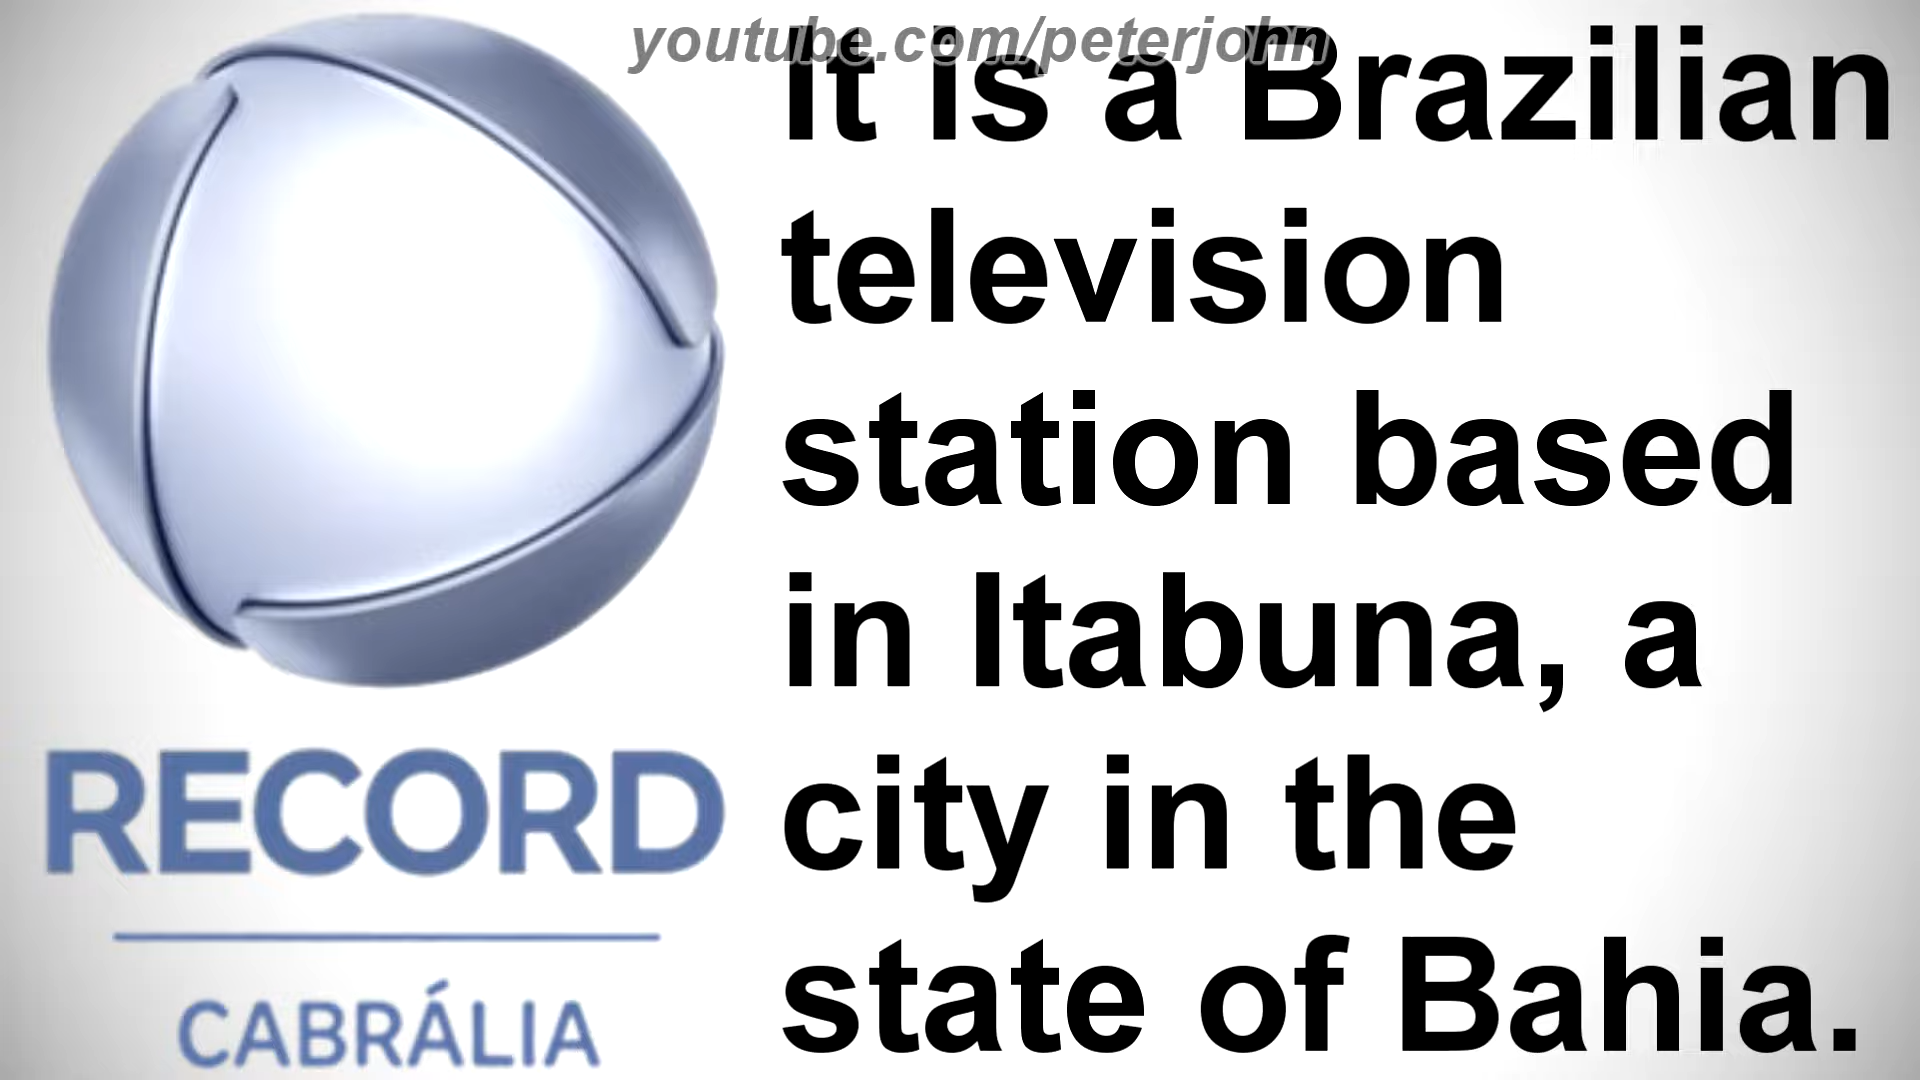 youtube.com/peterjohn
It is a Brazilian
television
station based
in Itabuna, a
city in the
state of Bahia.
RECORD
CABRÁLIA